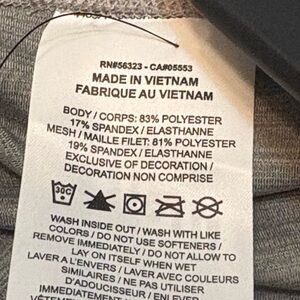 RN#56323 - CA#05553
MADE IN VIETNAM
FABRIQUE AU VIETNAM
BODY / CORPS: 83% POLYESTER
17% SPANDEX / ELASTHANNE
MESH / MAILLE FILET: 81% POLYESTER
19% SPANDEX / ELASTHANNE
EXCLUSIVE OF DECORATION /
DECORATION NON COMPRISE
30C
WASH INSIDE OUT / WASH WITH LIKE
COLORS / DO NOT USE SOFTENERS /
REMOVE IMMEDIATELY / DO NOT ALLOW TO
LAY ON ITSELF WHEN WET
LAVER A L'ENVERS / LAVER AVEC COULEURS
SIMILAIRES / NE PAS UTILISER
D'ADOUCISSEUR / ENLEVER